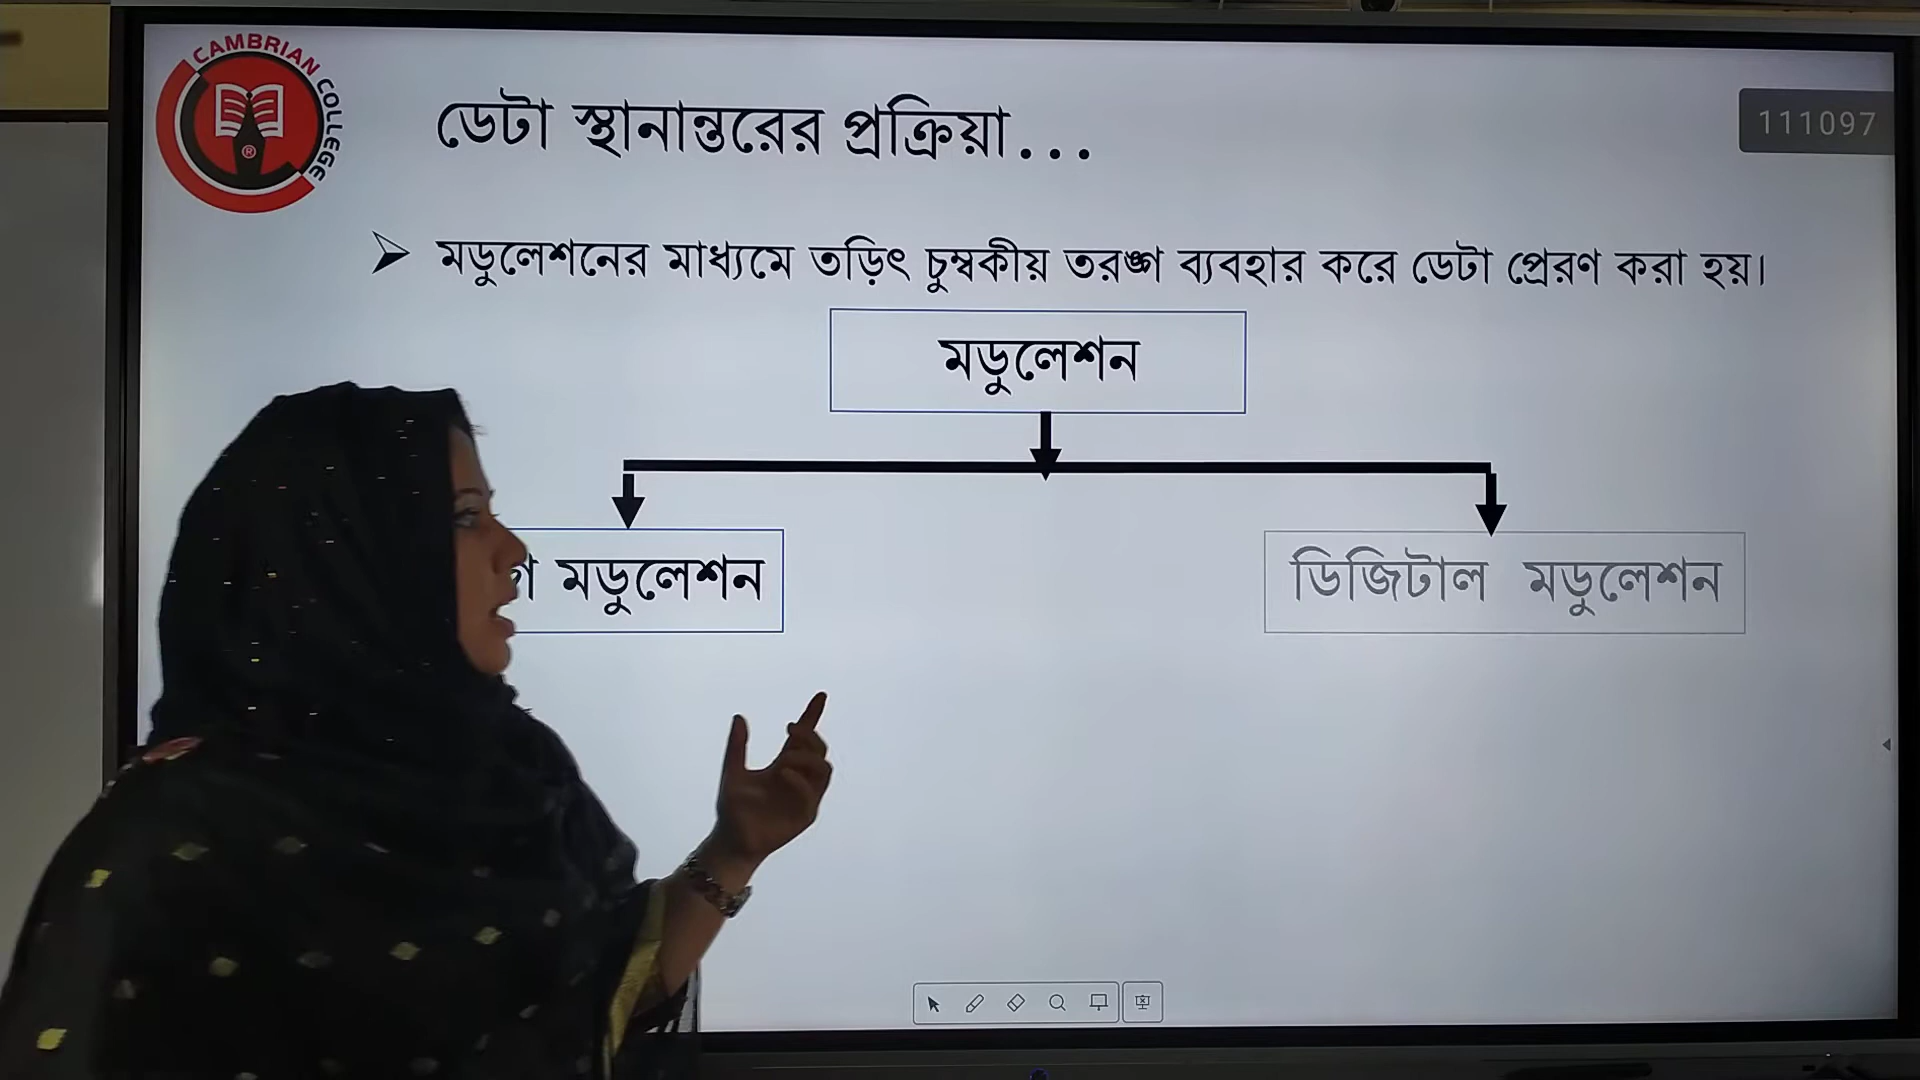 CAMBRIAN COLLEGE
®
ডেটা স্থানান্তরের প্রক্রিয়া...
111097
মডুলেশনের মাধ্যমে তড়িৎ চুম্বকীয় তরঙ্গ ব্যবহার করে ডেটা প্রেরণ করা হয়।
মডুলেশন
মডুলেশন
ডিজিটাল মডুলেশন